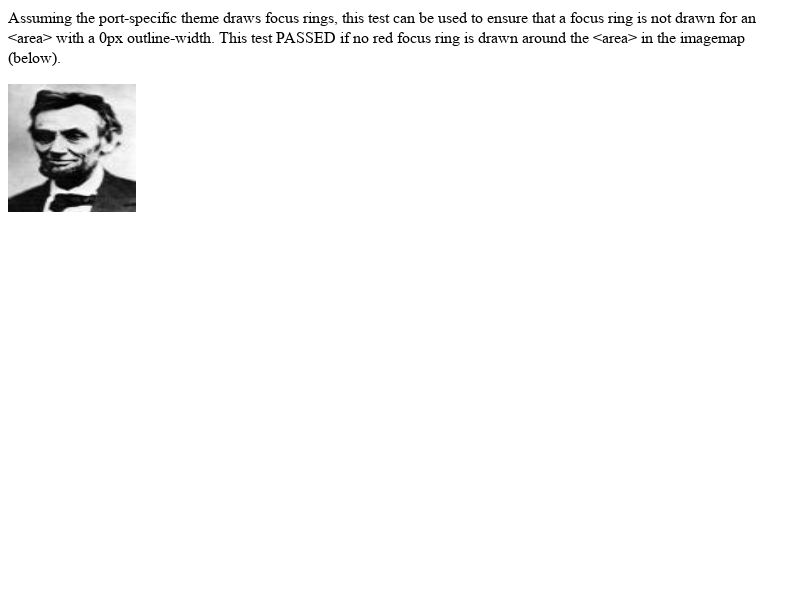 Assuming the port-specific theme draws focus rings, this test can be used to ensure that a focus ring is not drawn for an
<area> with a 0px outline-width. This test PASSED if no red focus ring is drawn around the <area> in the imagemap
(below).